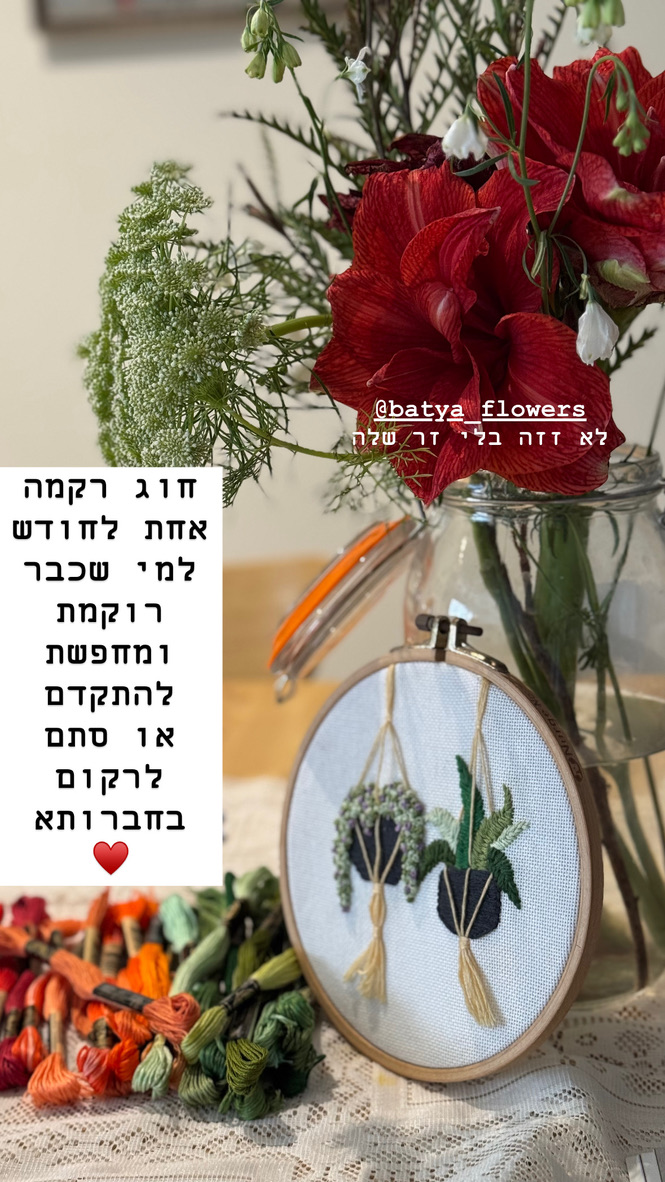 @batya_flowers
לא זזה בלי זר שלה
חוג רקמה
אחת לחודש
למי שכבר
רוקמת
ומחפשת
להתקדם
או סתם
לרקום
בחברותא
♥️